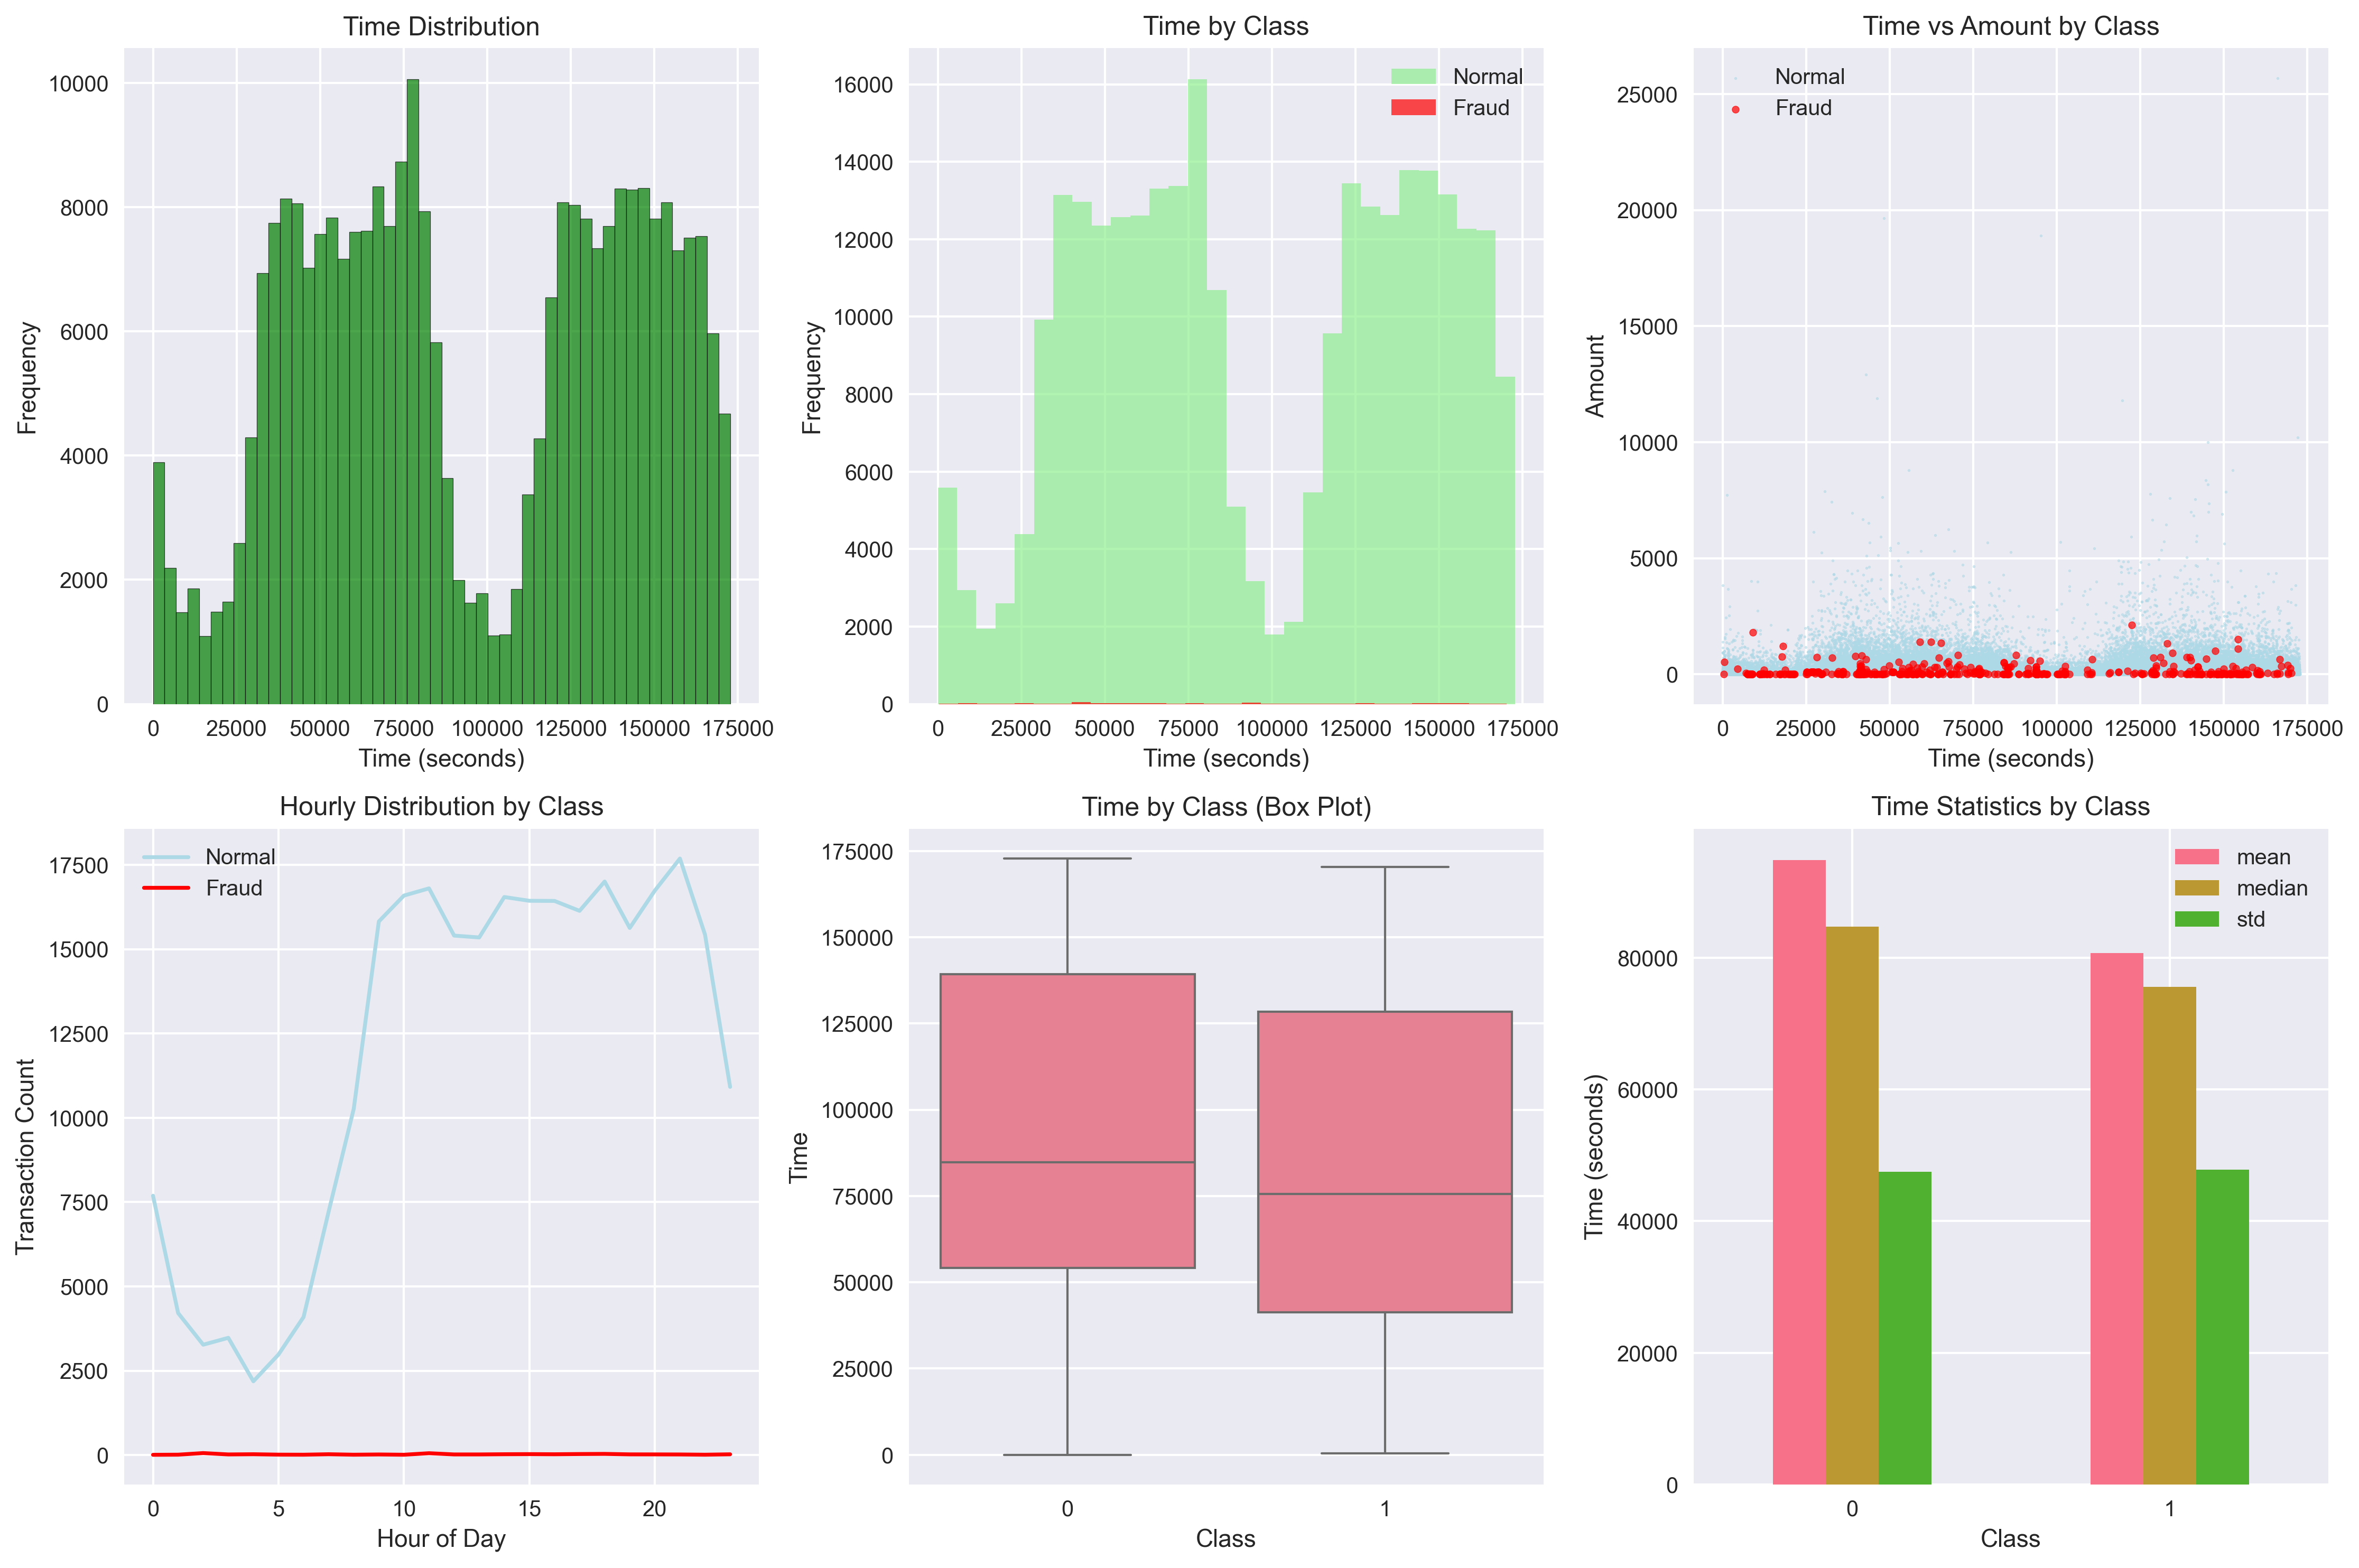 Time Distribution
Frequency
10000
8000
6000
4000
2000
0
0 25000 50000 75000 100000 125000 150000 175000
Time (seconds)
Time by Class
Normal
Fraud
Frequency
16000
14000
12000
10000
8000
6000
4000
2000
0
0 25000 50000 75000 100000 125000 150000 175000
Time (seconds)
Time vs Amount by Class
Normal
Fraud
Amount
25000
20000
15000
10000
5000
0
0 25000 50000 75000 100000 125000 150000 175000
Time (seconds)
Hourly Distribution by Class
Normal
Fraud
Transaction Count
17500
15000
12500
10000
7500
5000
2500
0
0 5 10 15 20
Hour of Day
Time by Class (Box Plot)
Time
175000
150000
125000
100000
75000
50000
25000
0
0 1
Class
Time Statistics by Class
mean
median
std
Time (seconds)
80000
60000
40000
20000
0
0 1
Class